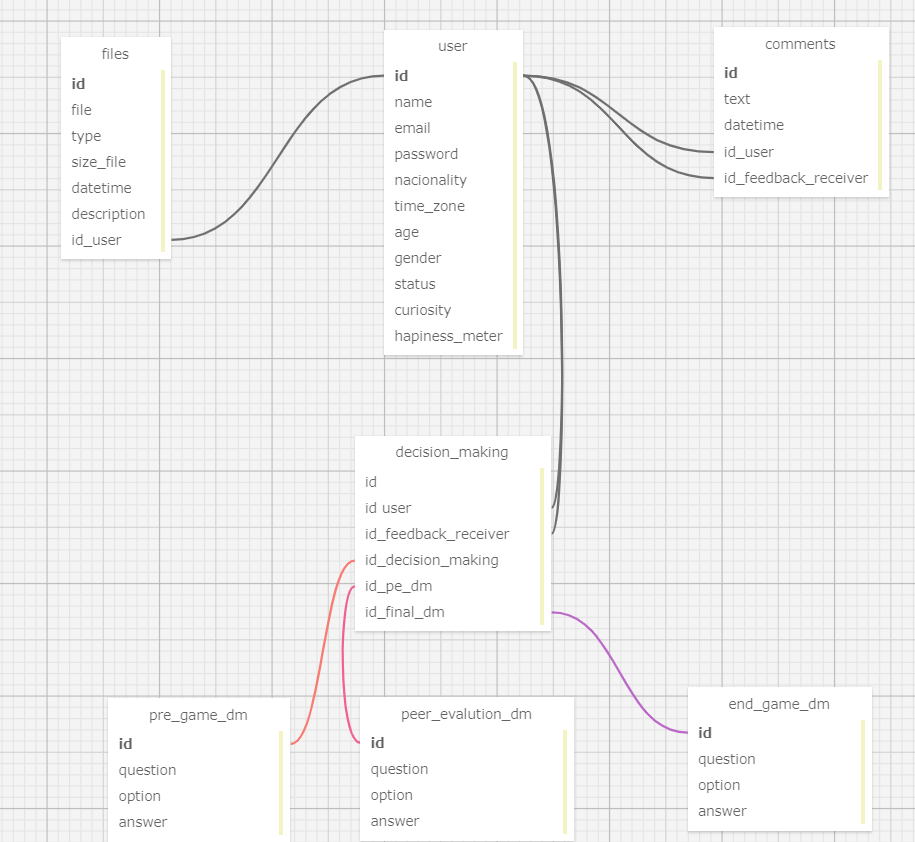 files
id
file
type
size_file
datetime
description
id_user
user
id
name
email
password
nacionality
time_zone
age
gender
status
curiosity
hapiness_meter
comments
id
text
datetime
id_user
id_feedback_receiver
decision_making
id
id user
id_feedback_receiver
id_decision_making
id_pe_dm
id_final_dm
pre_game_dm
id
question
option
answer
peer_evalution_dm
id
question
option
answer
end_game_dm
id
question
option
answer